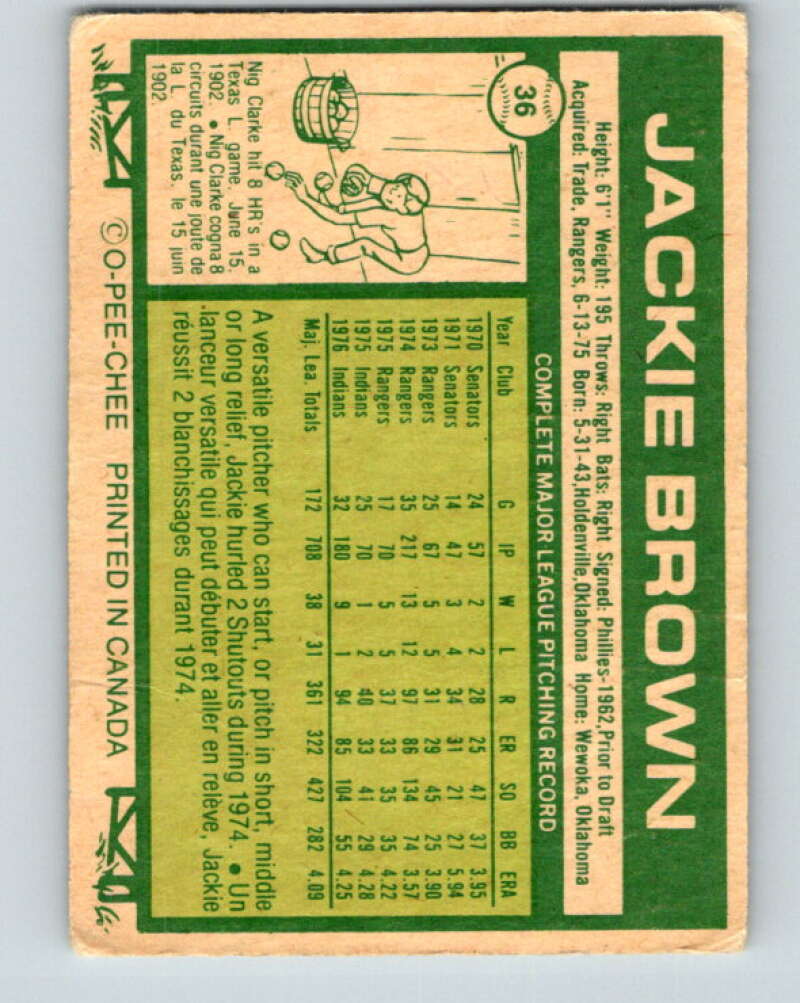 JACKIE BROWN
36
Height: 6'1" Weight: 195 Throws: Right Bats: Right Signed: Phillies-1962, Prior to Draft
Acquired: Trade, Rangers, 6-13-75 Born: 5-31-43, Holdenville, Oklahoma Home: Wewoka, Oklahoma
COMPLETE MAJOR LEAGUE PITCHING RECORD
Year Club G IP W L R ER SO BB ERA
1970 Senators 24 57 2 2 28 25 47 37 3.95
1971 Senators 14 47 3 4 34 31 21 27 5.94
1973 Rangers 25 67 5 5 31 29 45 25 3.90
1974 Rangers 35 217 13 12 97 86 134 74 3.57
1975 Rangers 17 70 5 5 37 33 35 35 4.22
1975 Indians 25 70 1 2 40 33 41 29 4.28
1976 Indians 32 180 9 1 94 85 104 55 4.25
Maj. Lea. Totals 172 708 38 31 361 322 427 282 4.09
A versatile pitcher who can start, or pitch in short, middle
or long relief, Jackie hurled 2 Shutouts during 1974. • Un
lanceur versatile qui peut débuter et aller en relève, Jackie
réussit 2 blanchissages durant 1974.
Nig Clarke hit 8 HR's in a
Texas L. game, June 15,
1902. • Nig Clarke cogna 8
circuits durant une joute de
la L. du Texas, le 15 juin
1902.
© O-PEE-CHEE PRINTED IN CANADA